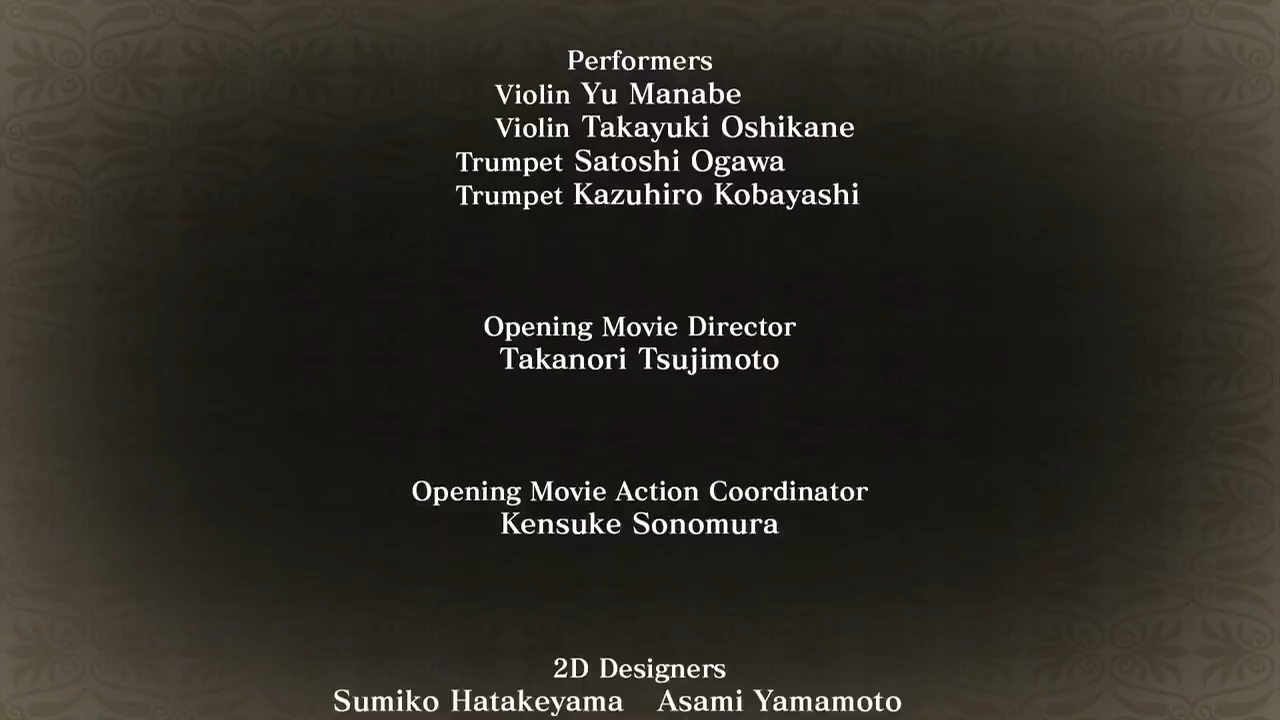 Performers
Violin Yu Manabe
Violin Takayuki Oshikane
Trumpet Satoshi Ogawa
Trumpet Kazuhiro Kobayashi
Opening Movie Director
Takanori Tsujimoto
Opening Movie Action Coordinator
Kensuke Sonomura
2D Designers
Sumiko Hatakeyama Asami Yamamoto